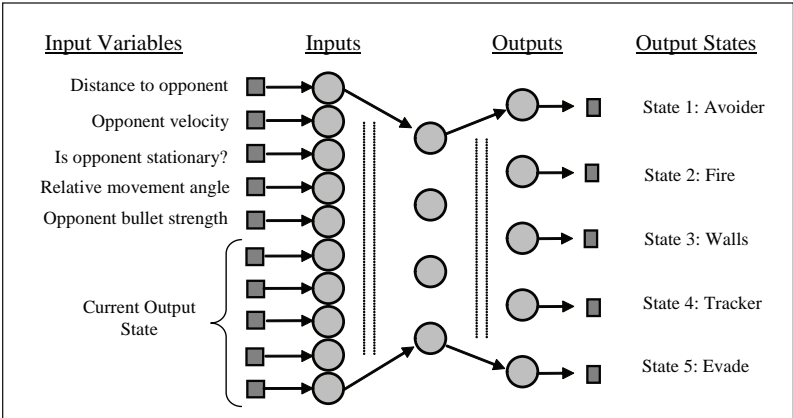 Input Variables
Inputs
Outputs
Output States
Distance to opponent
Opponent velocity
Is opponent stationary?
Relative movement angle
Opponent bullet strength
Current Output
State
State 1: Avoider
State 2: Fire
State 3: Walls
State 4: Tracker
State 5: Evade